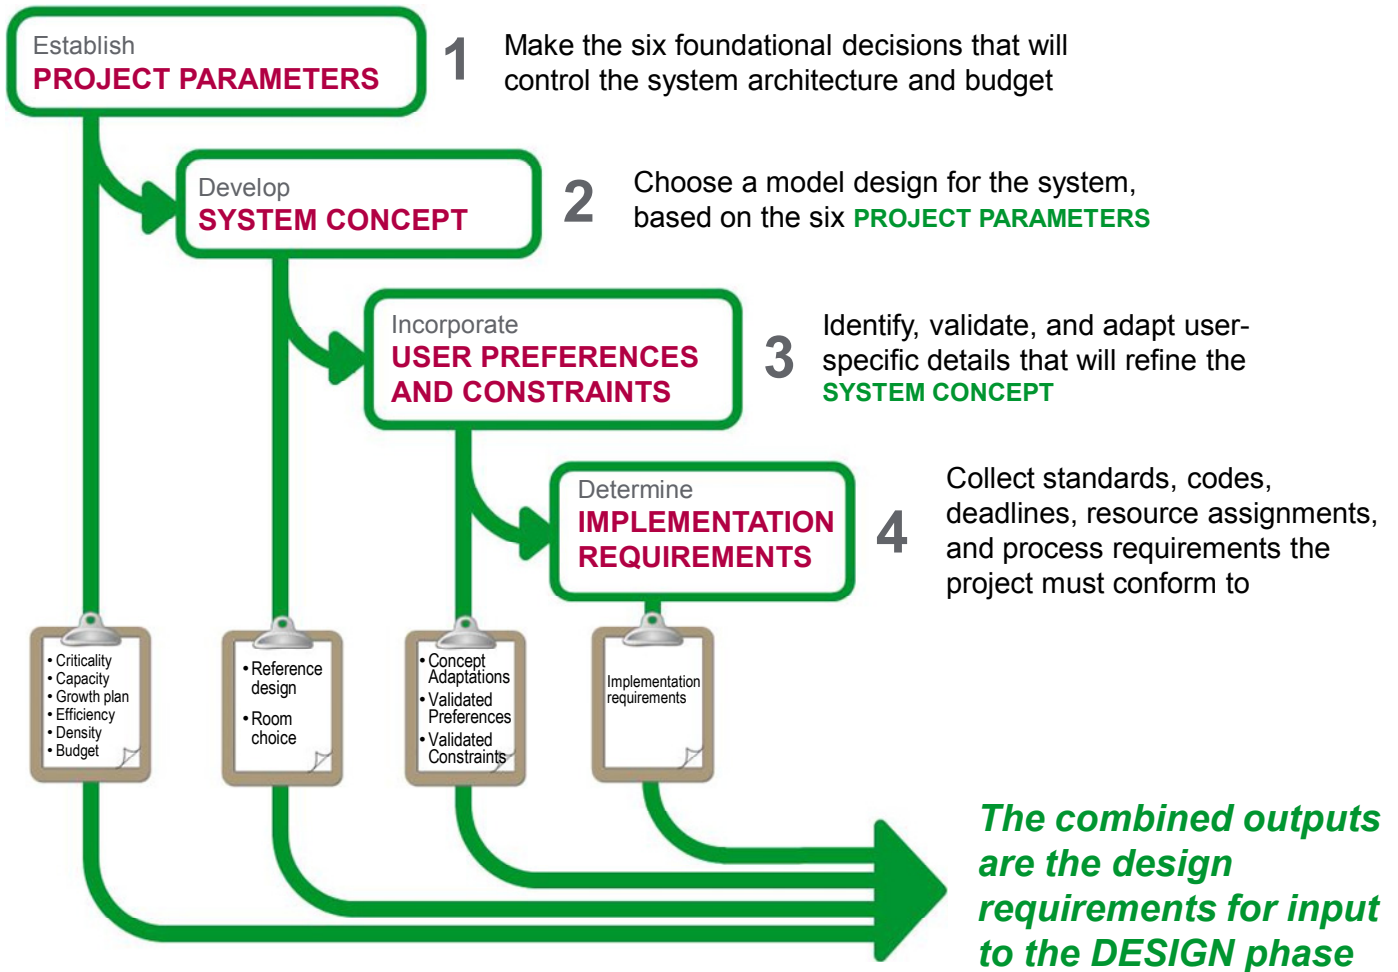 Establish
PROJECT PARAMETERS
1
Make the six foundational decisions that will
control the system architecture and budget
Develop
SYSTEM CONCEPT
2
Choose a model design for the system,
based on the six PROJECT PARAMETERS
Incorporate
USER PREFERENCES
AND CONSTRAINTS
3
Identify, validate, and adapt user-
specific details that will refine the
SYSTEM CONCEPT
Determine
IMPLEMENTATION
REQUIREMENTS
4
Collect standards, codes,
deadlines, resource assignments,
and process requirements the
project must conform to
• Criticality
• Capacity
• Growth plan
• Efficiency
• Density
• Budget
• Reference
design
• Room
choice
• Concept
Adaptations
• Validated
Preferences
• Validated
Constraints
Implementation
requirements
The combined outputs
are the design
requirements for input
to the DESIGN phase